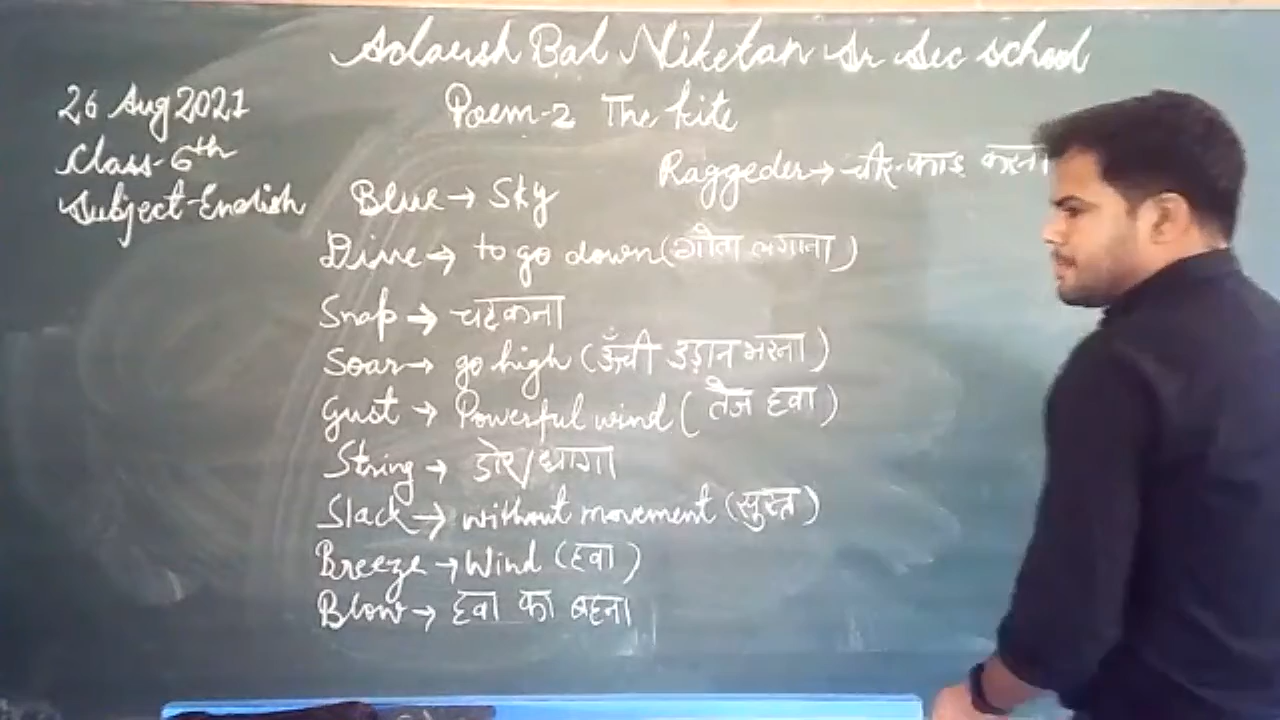 Adarsh Bal Niketan Sr Sec school
26 Aug 2021
Poem-2 The kite
Class-6th
Subject-English
Raggeder→ चीर-फाड करना
Blue→ Sky
Dive→ to go down (गोता लगाना)
Snap→ चटकना
Soar→ go high (ऊँची उड़ान भरना)
Gust→ Powerful wind (तेज हवा)
String→ डोर/धागा
Slack→ without movement (सुस्त)
Breeze→Wind (हवा)
Blow→ हवा का बहना